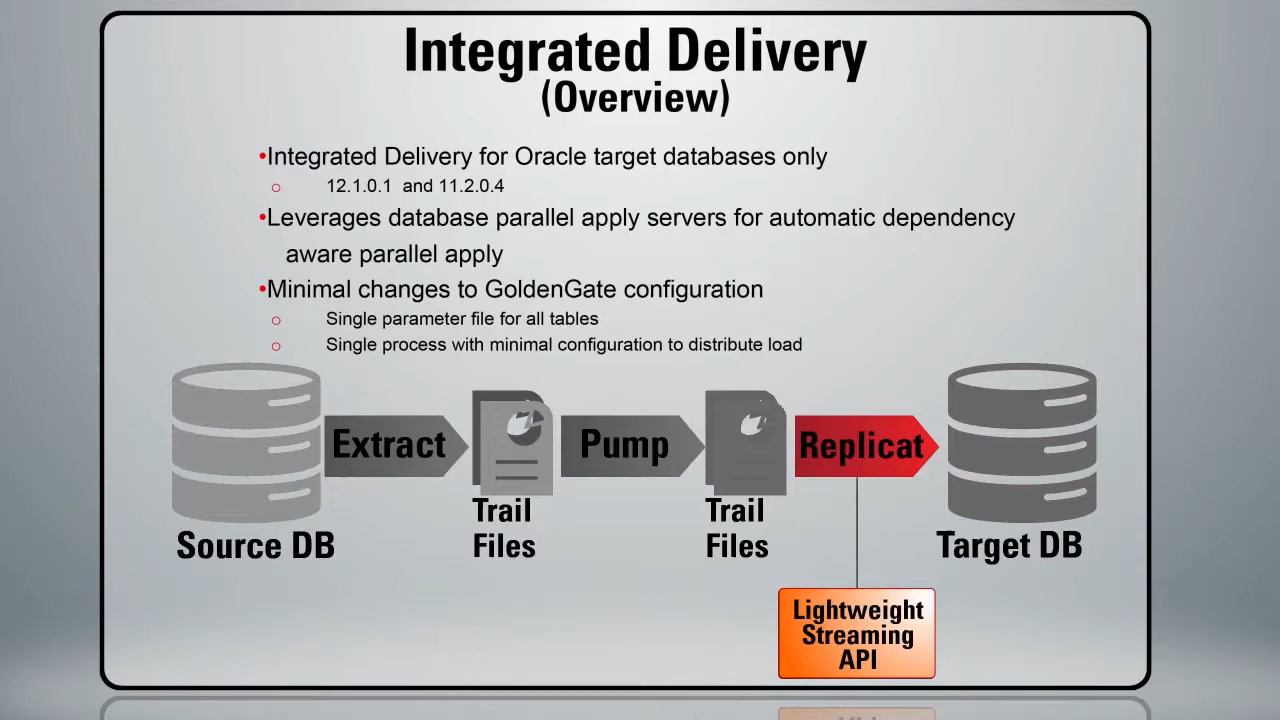 Integrated Delivery
(Overview)
•Integrated Delivery for Oracle target databases only
○ 12.1.0.1 and 11.2.0.4
•Leverages database parallel apply servers for automatic dependency
aware parallel apply
•Minimal changes to GoldenGate configuration
○ Single parameter file for all tables
○ Single process with minimal configuration to distribute load
Extract
Pump
Replicat
Trail
Files
Trail
Files
Source DB
Target DB
Lightweight
Streaming
API